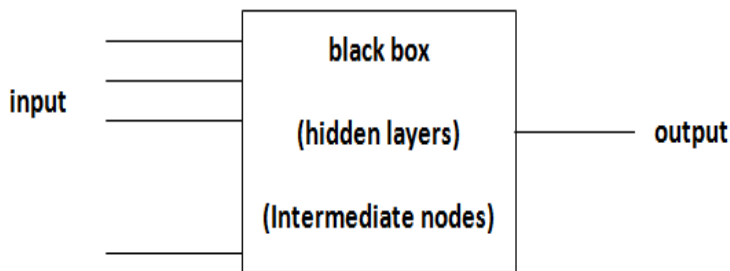 input
black box
(hidden layers)
(Intermediate nodes)
output